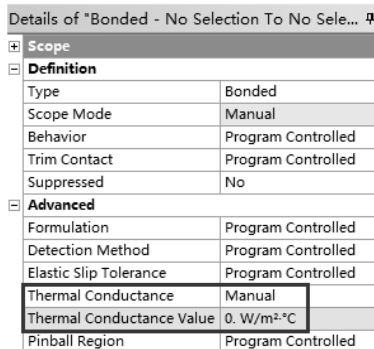 Details of "Bonded - No Selection To No Sele...
Scope
Definition
Type Bonded
Scope Mode Manual
Behavior Program Controlled
Trim Contact Program Controlled
Suppressed No
Advanced
Formulation Program Controlled
Detection Method Program Controlled
Elastic Slip Tolerance Program Controlled
Thermal Conductance Manual
Thermal Conductance Value 0. W/m²·°C
Pinball Region Program Controlled